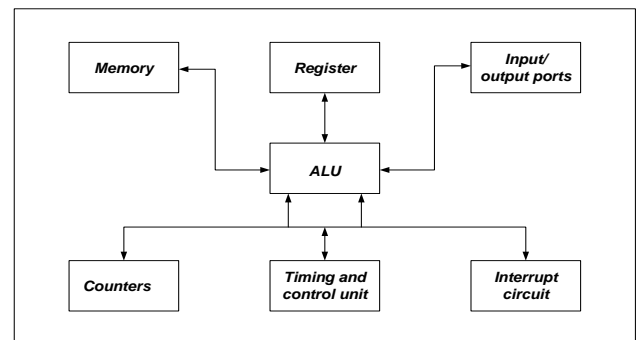 Memory
Register
Input/
output ports
ALU
Counters
Timing and
control unit
Interrupt
circuit